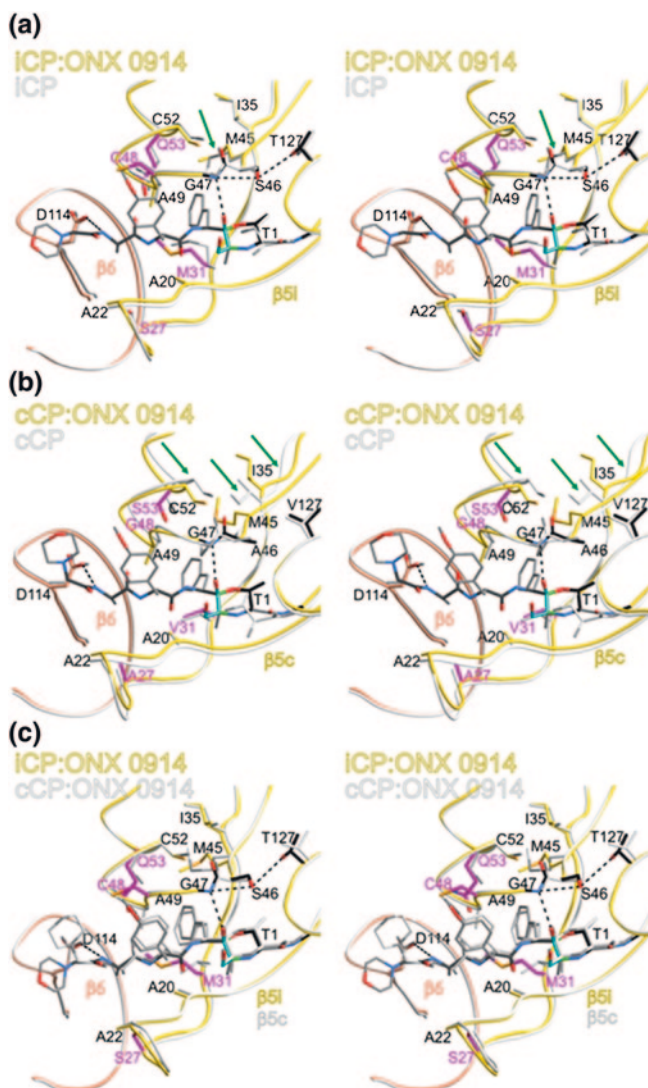 (a)
iCP:ONX 0914
iCP
C52
I35
Q53
M45
T127
C48
G47
S46
A49
D114
T1
β6
M31
A20
β5i
A22
S27
iCP:ONX 0914
iCP
C52
I35
Q53
M45
T127
C48
G47
S46
A49
D114
T1
β6
M31
A20
β5i
A22
S27
(b)
cCP:ONX 0914
cCP
I35
S53
C52
V127
G48
M45
G47
A46
A49
D114
T1
β6
V31
A20
β5c
A22
A27
cCP:ONX 0914
cCP
I35
S53
C52
V127
G48
M45
G47
A46
A49
D114
T1
β6
V31
A20
β5c
A22
A27
(c)
iCP:ONX 0914
cCP:ONX 0914
I35
C52
M45
T127
Q53
C48
G47
S46
A49
D114
T1
β6
M31
A20
β5i
β5c
A22
S27
iCP:ONX 0914
cCP:ONX 0914
I35
C52
M45
T127
Q53
C48
G47
S46
A49
D114
T1
β6
M31
A20
β5i
β5c
A22
S27